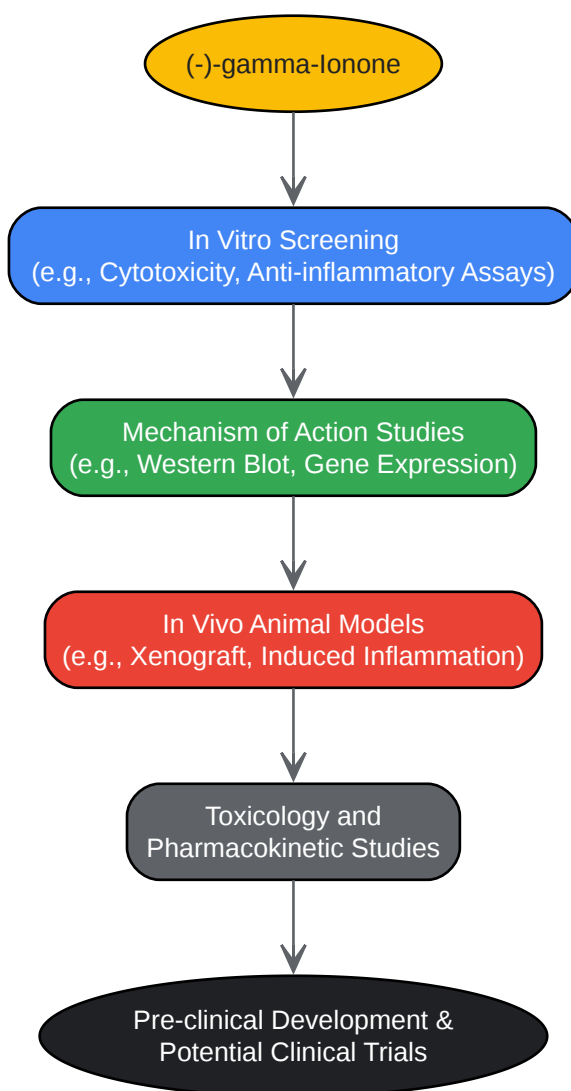 (-)-gamma-Ionone
In Vitro Screening
(e.g., Cytotoxicity, Anti-inflammatory Assays)
Mechanism of Action Studies
(e.g., Western Blot, Gene Expression)
In Vivo Animal Models
(e.g., Xenograft, Induced Inflammation)
Toxicology and
Pharmacokinetic Studies
Pre-clinical Development &
Potential Clinical Trials